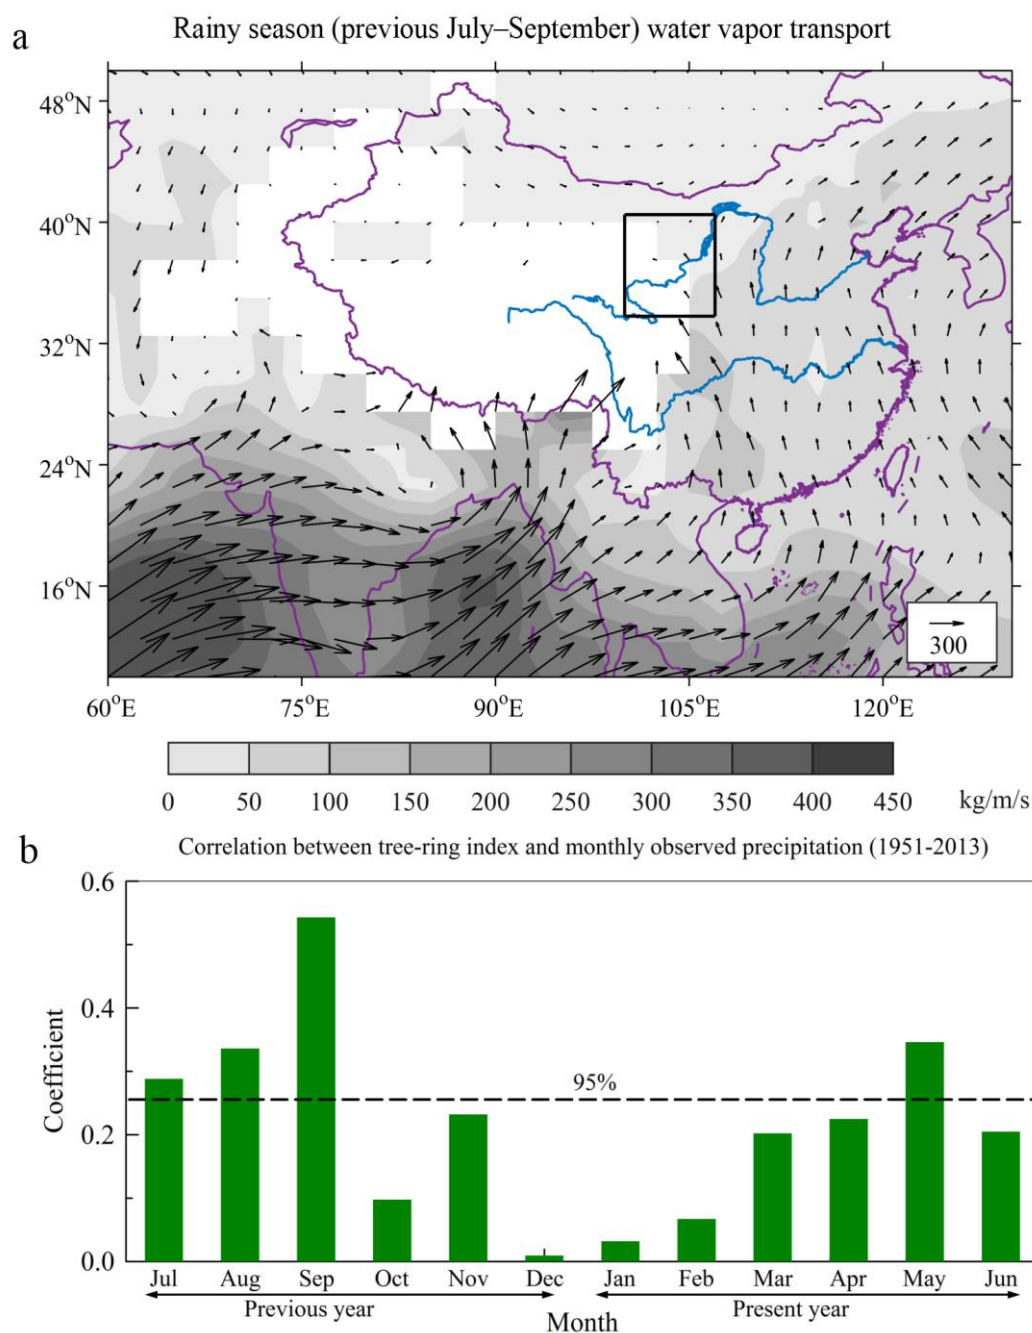 a
Rainy season (previous July–September) water vapor transport
48°N
40°N
32°N
24°N
16°N
300
60°E 75°E 90°E 105°E 120°E
0 50 100 150 200 250 300 350 400 450 kg/m/s
b
Correlation between tree-ring index and monthly observed precipitation (1951-2013)
0.6
0.4
0.2
0.0
Coefficient
95%
Jul Aug Sep Oct Nov Dec Jan Feb Mar Apr May Jun
Previous year Present year
Month